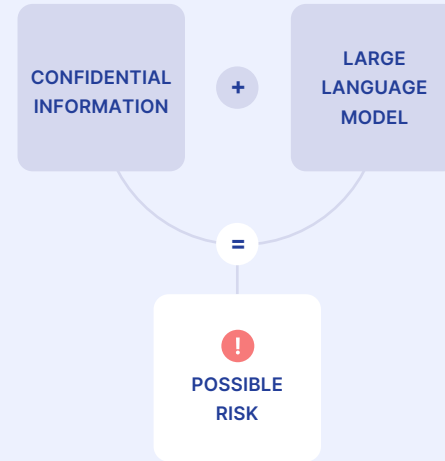 CONFIDENTIAL
INFORMATION
+
LARGE
LANGUAGE
MODEL
=
!
POSSIBLE
RISK